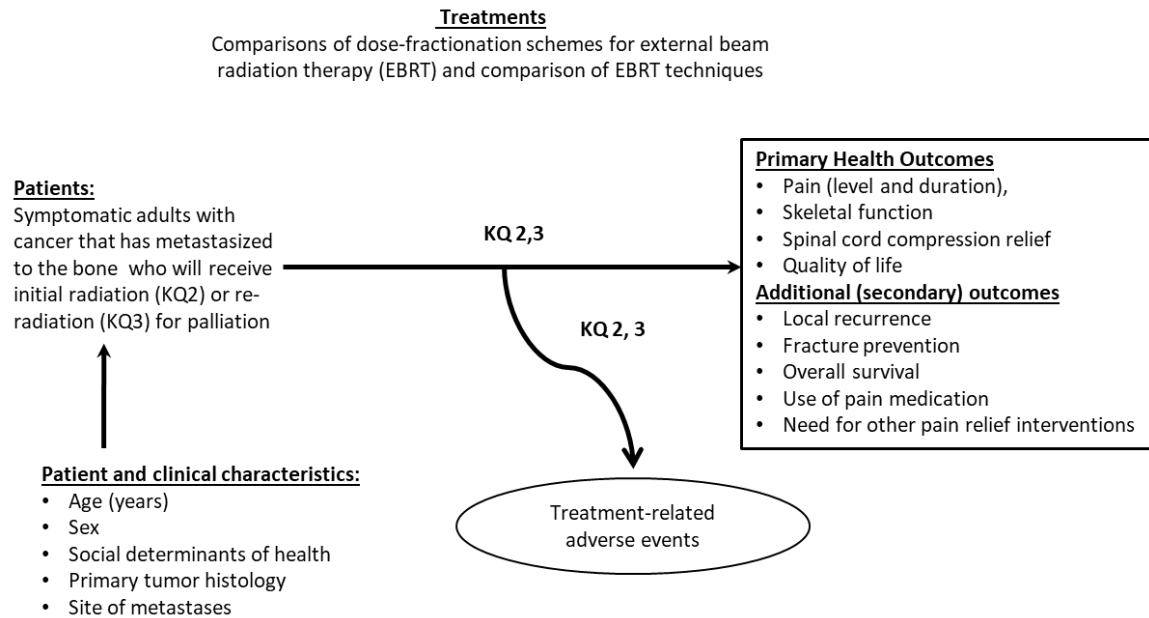 Treatments
Comparisons of dose-fractionation schemes for external beam
radiation therapy (EBRT) and comparison of EBRT techniques
Patients:
Symptomatic adults with
cancer that has metastasized
to the bone who will receive
initial radiation (KQ2) or re-
radiation (KQ3) for palliation
KQ 2,3
KQ 2, 3
Primary Health Outcomes
• Pain (level and duration),
• Skeletal function
• Spinal cord compression relief
• Quality of life
Additional (secondary) outcomes
• Local recurrence
• Fracture prevention
• Overall survival
• Use of pain medication
• Need for other pain relief interventions
Patient and clinical characteristics:
• Age (years)
• Sex
• Social determinants of health
• Primary tumor histology
• Site of metastases
Treatment-related
adverse events